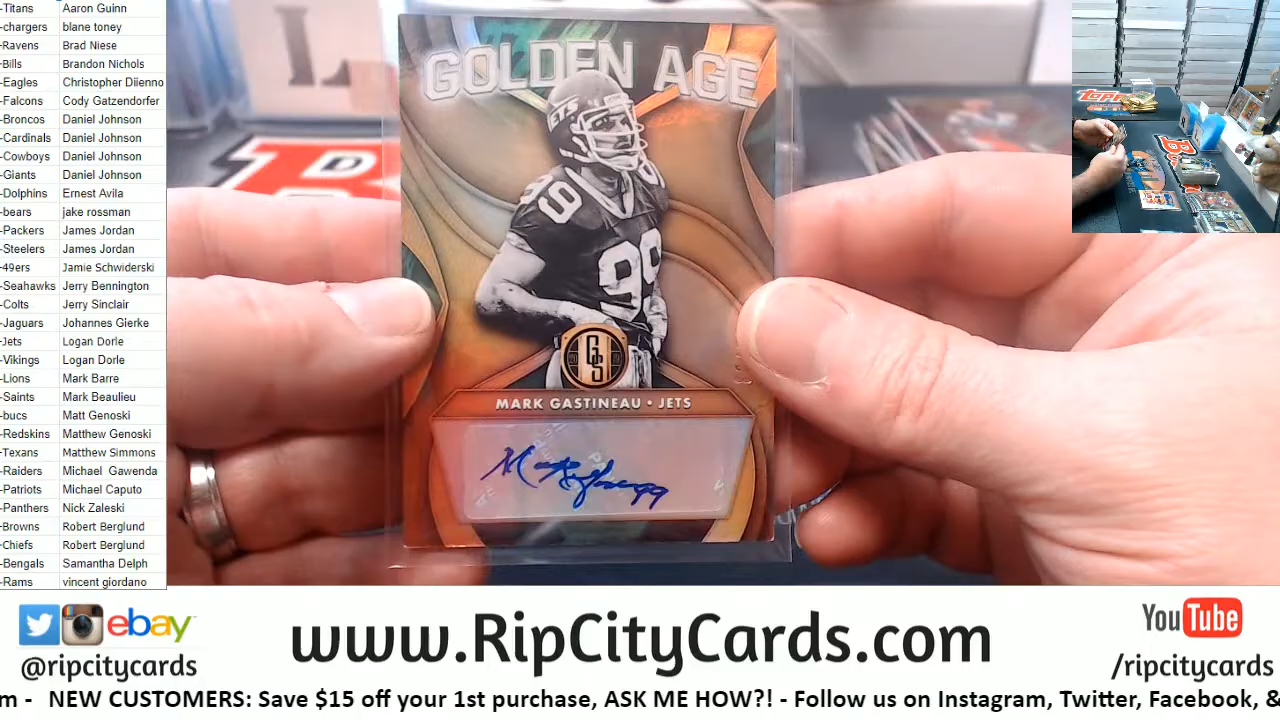 -Titans Aaron Guinn
-chargers blane toney
-Ravens Brad Niese
-Bills Brandon Nichols
-Eagles Christopher Diienno
-Falcons Cody Gatzendorfer
-Broncos Daniel Johnson
-Cardinals Daniel Johnson
-Cowboys Daniel Johnson
-Giants Daniel Johnson
-Dolphins Ernest Avila
-bears jake rossman
-Packers James Jordan
-Steelers James Jordan
-49ers Jamie Schwiderski
-Seahawks Jerry Bennington
-Colts Jerry Sinclair
-Jaguars Johannes Gierke
-Jets Logan Dorle
-Vikings Logan Dorle
-Lions Mark Barre
-Saints Mark Beaulieu
-bucs Matt Genoski
-Redskins Matthew Genoski
-Texans Matthew Simmons
-Raiders Michael Gawenda
-Patriots Michael Caputo
-Panthers Nick Zaleski
-Browns Robert Berglund
-Chiefs Robert Berglund
-Bengals Samantha Delph
-Rams vincent giordano
L
D
GOLDEN AGE
JETS
99
99
GS
MARK GASTINEAU • JETS
TOPPS
ebay
@ripcitycards
www.RipCityCards.com
YouTube
/ripcitycards
m - NEW CUSTOMERS: Save $15 off your 1st purchase, ASK ME HOW?! - Follow us on Instagram, Twitter, Facebook, &